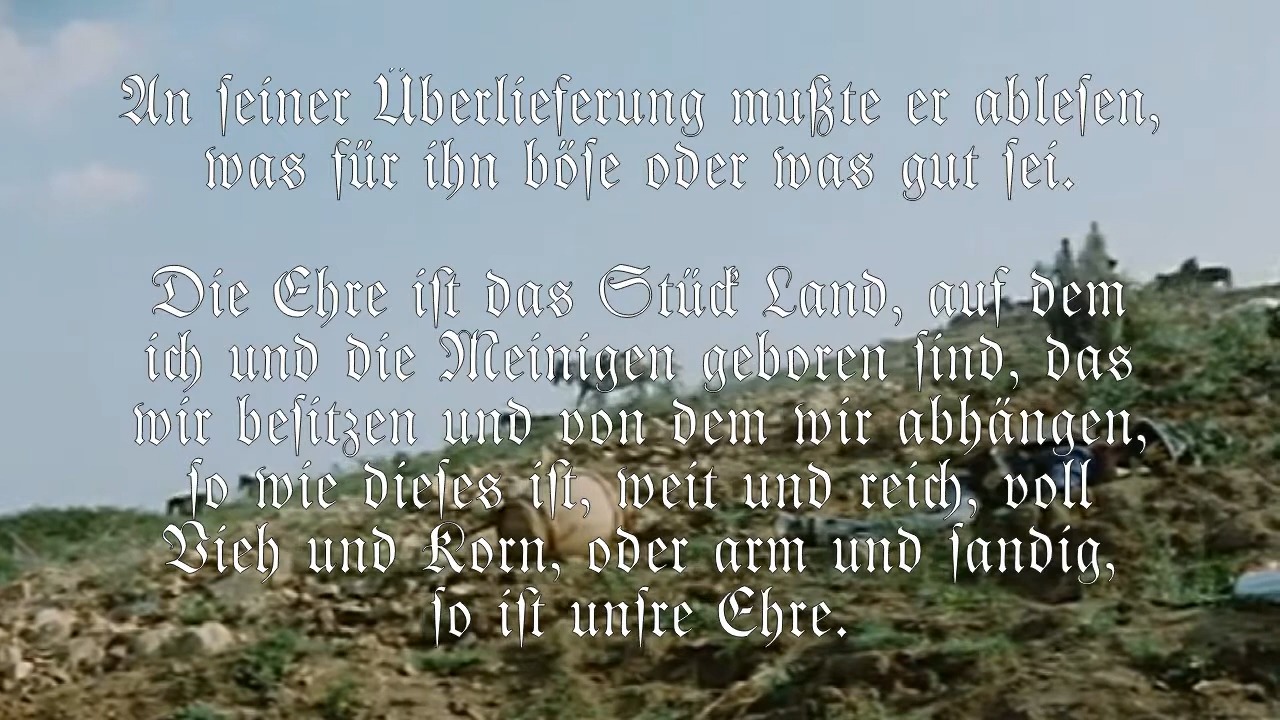 An ſeiner Überlieferung mußte er ableſen,
was für ihn böſe oder was gut ſei.
Die Ehre iſt das Stück Land, auf dem
ich und die Meinigen geboren ſind, das
wir beſitzen und von dem wir abhängen,
ſo wie dieſes iſt, weit und reich, voll
Vieh und Korn, oder arm und ſandig,
ſo iſt unſre Ehre.